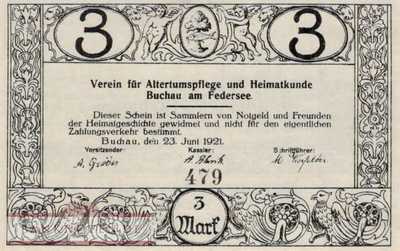 3 3
Verein für Altertumspflege und Heimatkunde
Buchau am Federsee.
Dieser Schein ist Sammlern von Notgeld und Freunden
der Heimatgeschichte gewidmet und nicht für den eigentlichen
Zahlungsverkehr bestimmt.
Buchau, den 23. Juni 1921.
Vorsitzender: Kassier: Schriftführer:
479
3
Mark